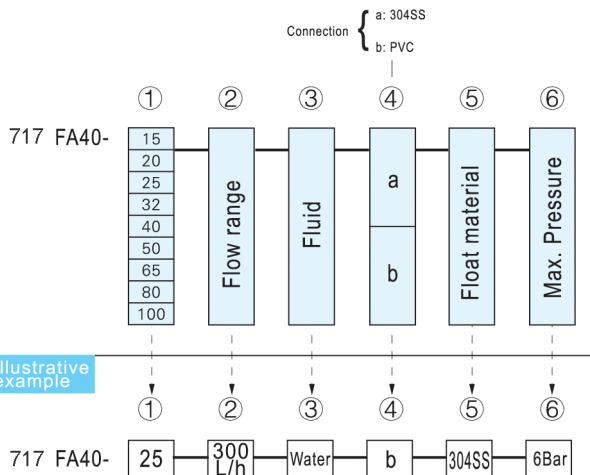 a: 304SS
Connection {
b: PVC
① ② ③ ④ ⑤ ⑥
717 FA40-
15
20
25
32
40
50
65
80
100
Flow range
Fluid
a
b
Float material
Max. Pressure
llustrative
example
① ② ③ ④ ⑤ ⑥
717 FA40- 25 300 L/h Water b 304SS 6Bar